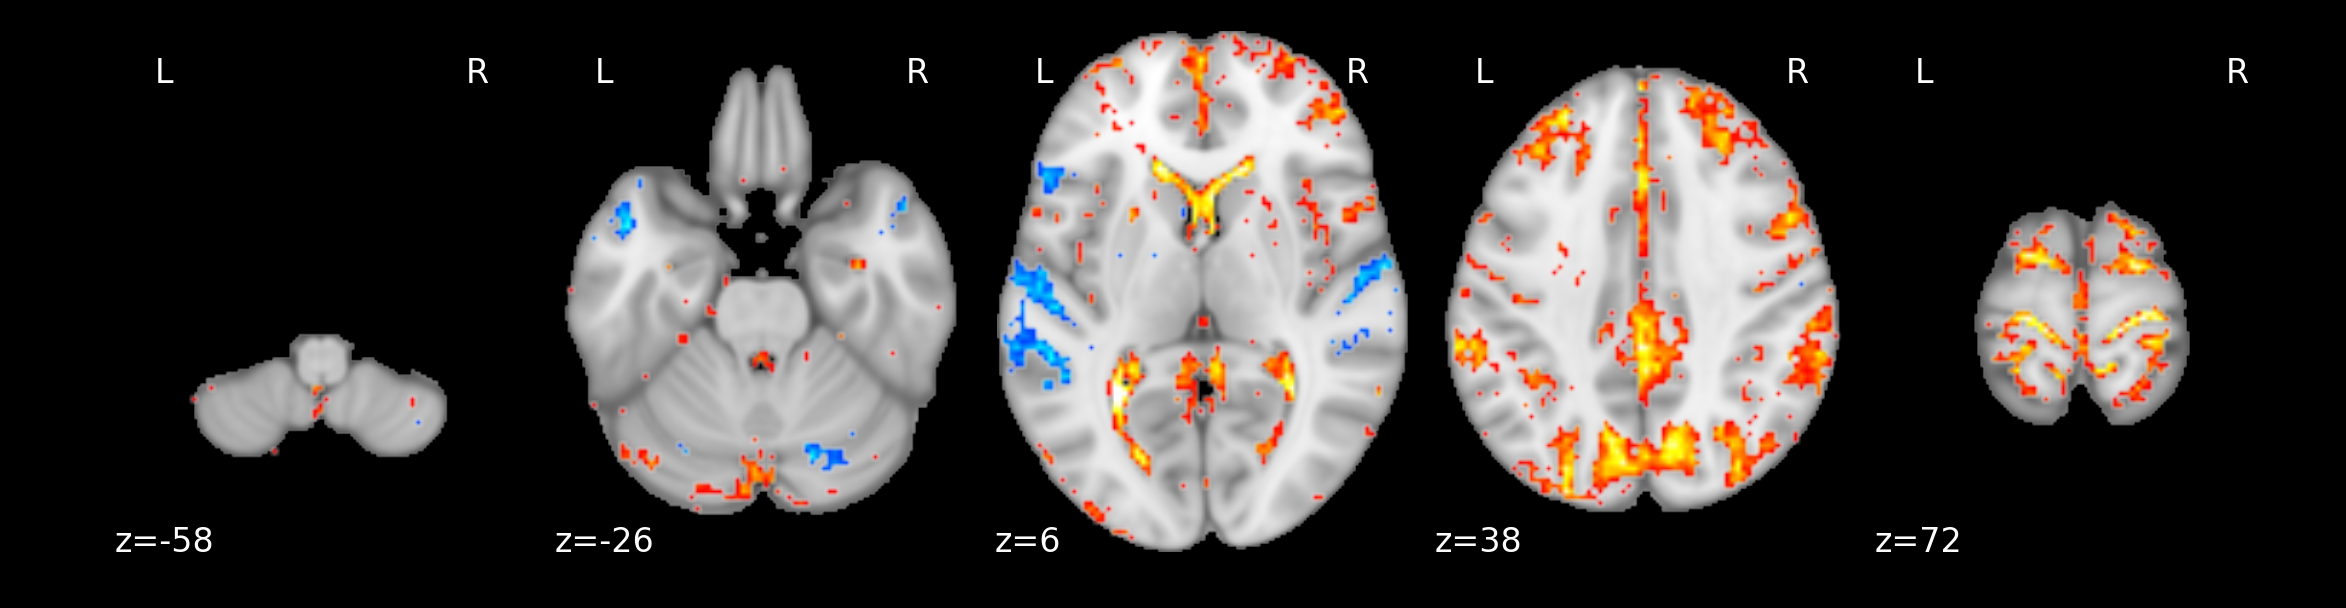 L R L R L R L R L R
z=-58 z=-26 z=6 z=38 z=72